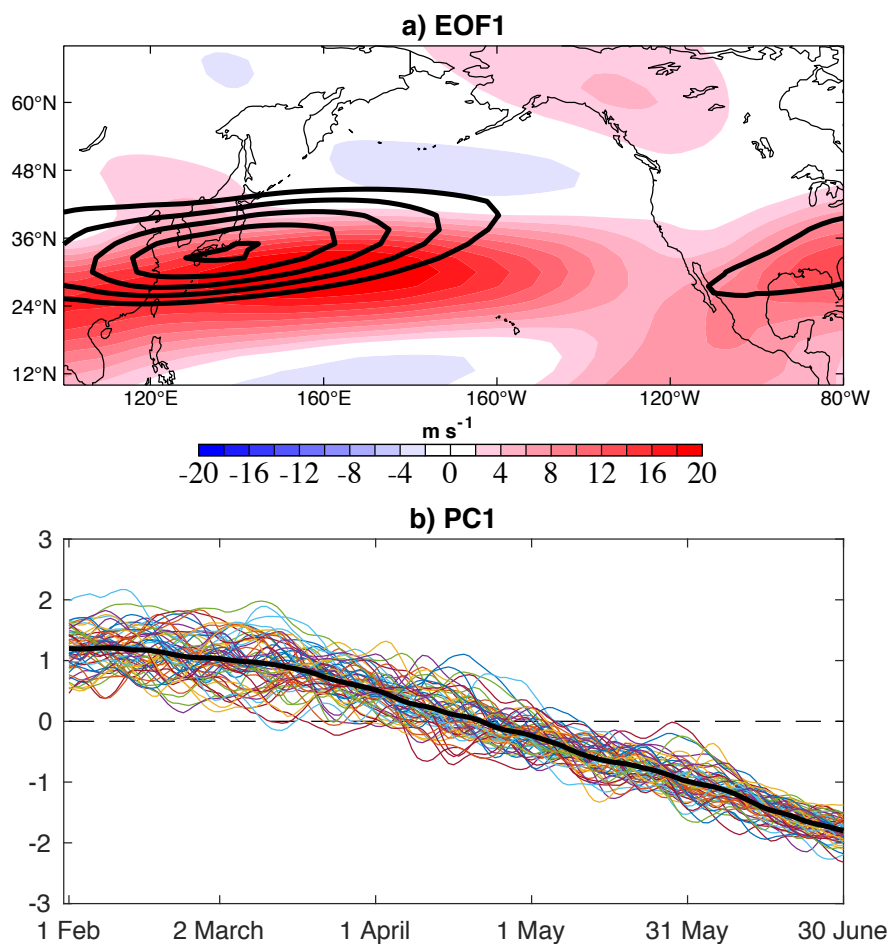 a) EOF1
60°N
48°N
36°N
24°N
12°N
120°E 160°E 160°W 120°W 80°W
m s⁻¹
-20 -16 -12 -8 -4 0 4 8 12 16 20
b) PC1
3
2
1
0
-1
-2
-3
1 Feb 2 March 1 April 1 May 31 May 30 June